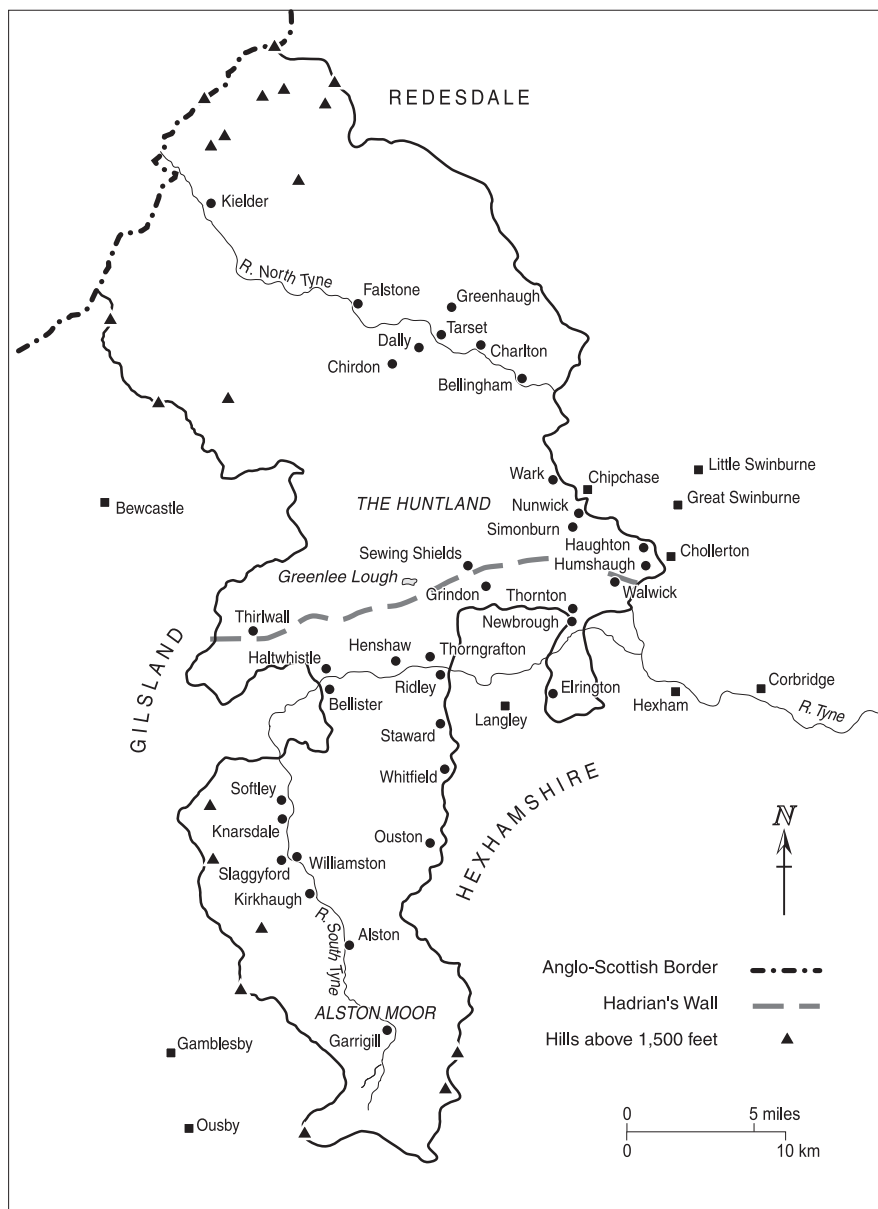 REDESDALE
Kielder
R. North Tyne
Falstone
Greenhaugh
Tarset
Dally
Charlton
Chirdon
Bellingham
Little Swinburne
Wark
Chipchase
Bewcastle
THE HUNTLAND
Nunwick
Great Swinburne
Simonburn
Haughton
Chollerton
Sewing Shields
Humshaugh
Greenlee Lough
Grindon
Walwick
Thornton
Thirlwall
Newbrough
GILSLAND
Henshaw
Thorngrafton
Haltwhistle
Ridley
Bellister
Elrington
Corbridge
Langley
Hexham
R. Tyne
Staward
Whitfield
HEXHAMSHIRE
Softley
Knarsdale
Ouston
Williamston
Slaggyford
Kirkhaugh
R. South Tyne
Alston
N
Anglo-Scottish Border
Hadrian's Wall
ALSTON MOOR
Garrigill
Hills above 1,500 feet
Gamblesby
Ousby
0 5 miles
0 10 km